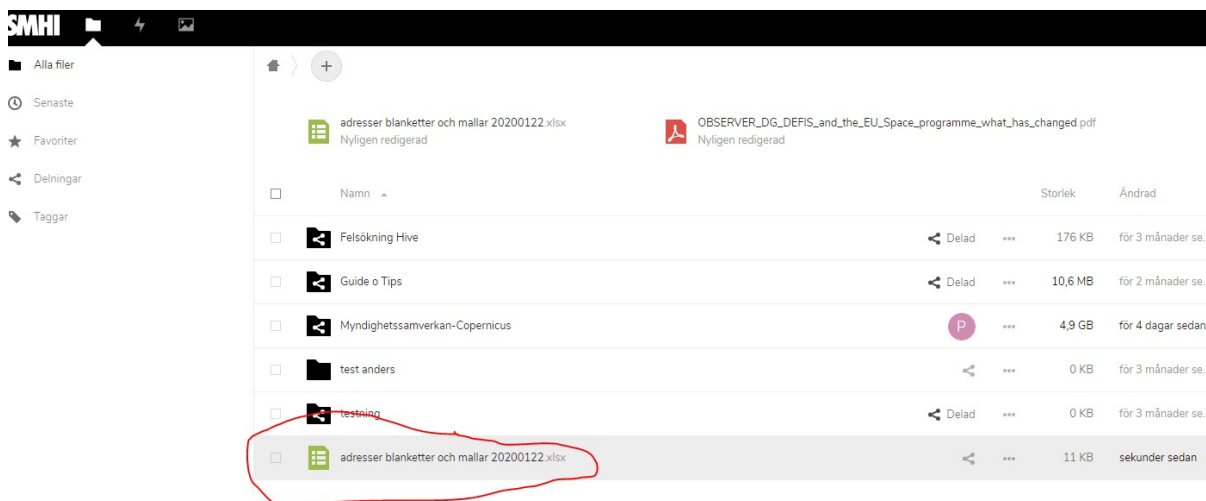 SMHI
Alla filer
Senaste
Favoriter
Delningar
Taggar
adresser blanketter och mallar 20200122.xlsx
Nyligen redigerad
OBSERVER_DG_DEFIS_and_the_EU_Space_programme_what_has_changed.pdf
Nyligen redigerad
Namn Storlek Ändrad
Felsökning Hive Delad 176 KB för 3 månader se.
Guide o Tips Delad 10,6 MB för 2 månader se.
Myndighetssamverkan-Copernicus P 4,9 GB för 4 dagar sedan
test anders 0 KB för 3 månader se.
testning Delad 0 KB för 3 månader se.
adresser blanketter och mallar 20200122.xlsx 11 KB sekunder sedan